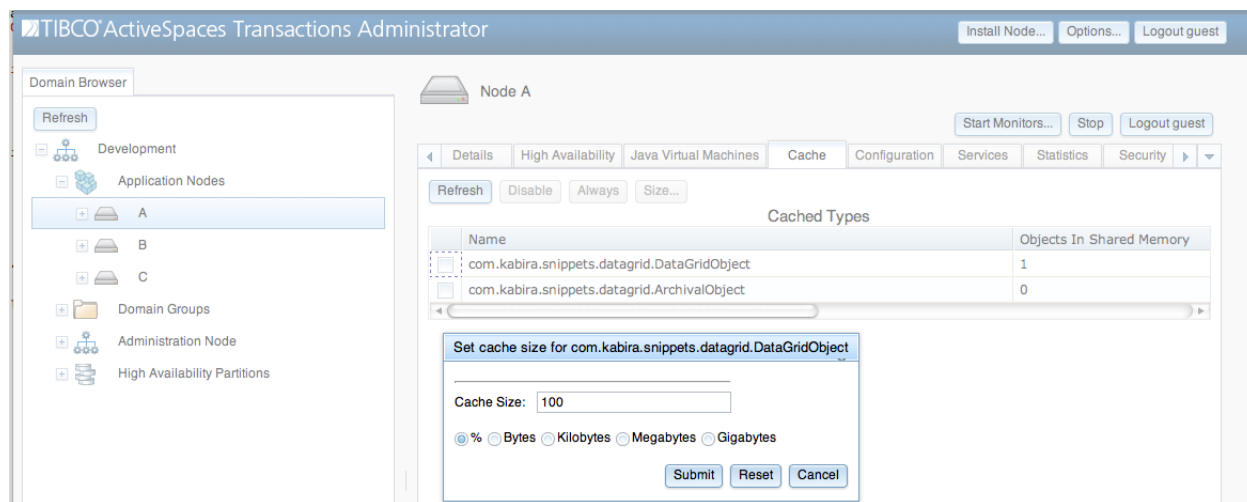 TIBCO® ActiveSpaces Transactions Administrator
Install Node... Options... Logout guest
Domain Browser
Refresh
Development
Application Nodes
A
B
C
Domain Groups
Administration Node
High Availability Partitions
Node A
Start Monitors... Stop Logout guest
Details High Availability Java Virtual Machines Cache Configuration Services Statistics Security
Refresh Disable Always Size...
Cached Types
Name Objects In Shared Memory
com.kabira.snippets.datagrid.DataGridObject 1
com.kabira.snippets.datagrid.ArchivalObject 0
Set cache size for com.kabira.snippets.datagrid.DataGridObject
Cache Size: 100
% Bytes Kilobytes Megabytes Gigabytes
Submit Reset Cancel